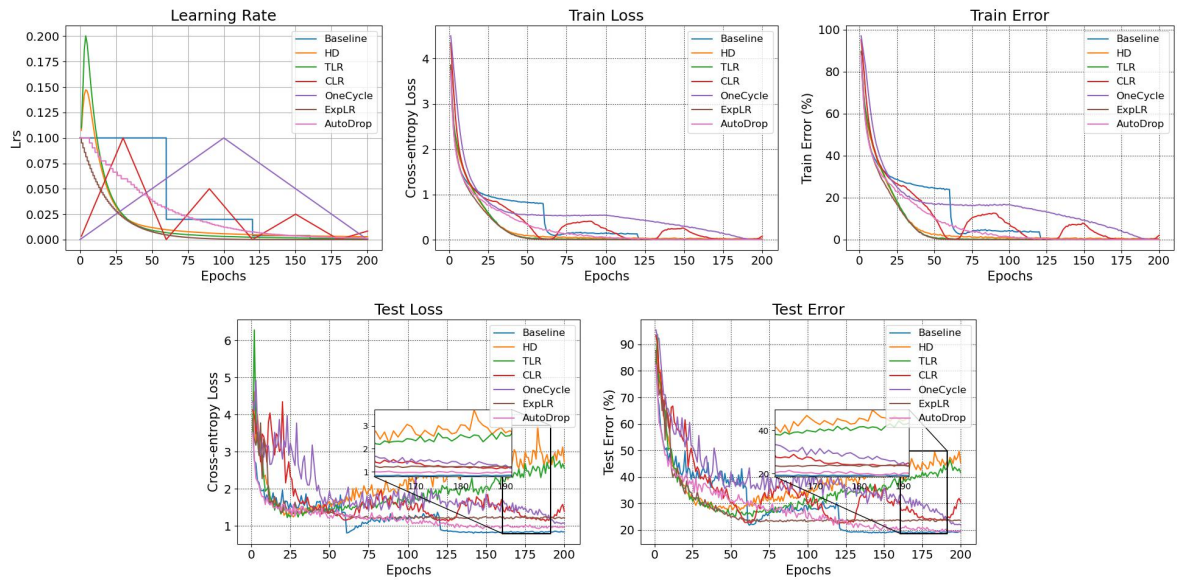 Learning Rate
Lrs
0.200
0.175
0.150
0.125
0.100
0.075
0.050
0.025
0.000
0 25 50 75 100 125 150 175 200
Epochs
Baseline
HD
TLR
CLR
OneCycle
ExpLR
AutoDrop
Train Loss
Cross-entropy Loss
4
3
2
1
0
0 25 50 75 100 125 150 175 200
Epochs
Baseline
HD
TLR
CLR
OneCycle
ExpLR
AutoDrop
Train Error
Train Error (%)
100
80
60
40
20
0
0 25 50 75 100 125 150 175 200
Epochs
Baseline
HD
TLR
CLR
OneCycle
ExpLR
AutoDrop
Test Loss
Cross-entropy Loss
6
5
4
3
2
1
0 25 50 75 100 125 150 175 200
Epochs
Baseline
HD
TLR
CLR
OneCycle
ExpLR
AutoDrop
3
2
1
170 180 190
Test Error
Test Error (%)
90
80
70
60
50
40
30
20
0 25 50 75 100 125 150 175 200
Epochs
Baseline
HD
TLR
CLR
OneCycle
ExpLR
AutoDrop
40
20
170 180 190